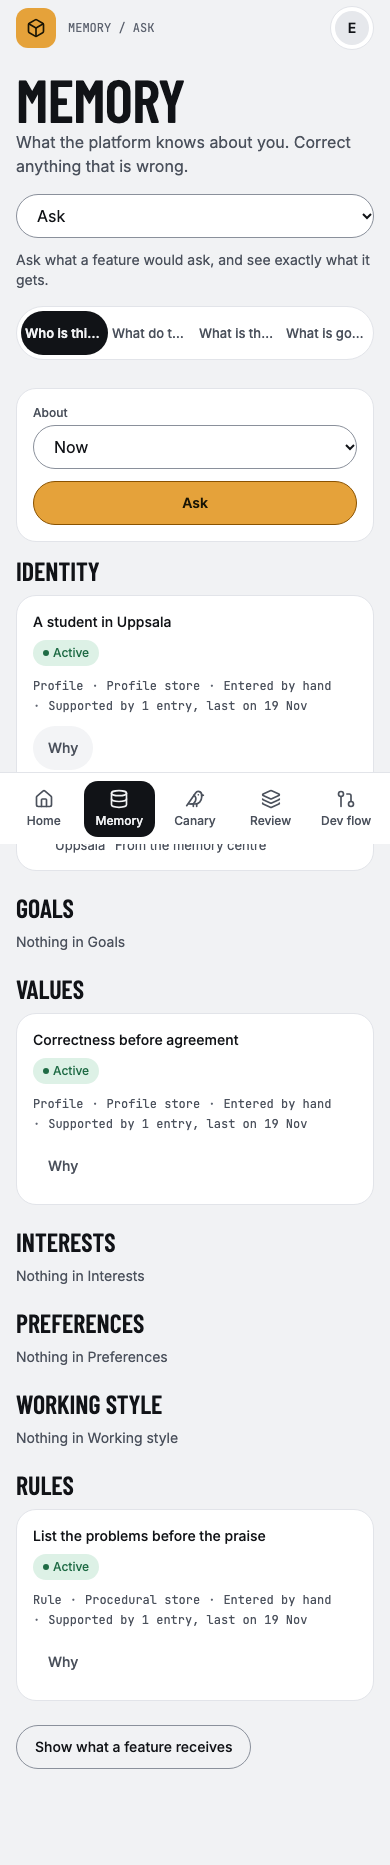 MEMORY / ASK
E
MEMORY
What the platform knows about you. Correct
anything that is wrong.
Ask
Ask what a feature would ask, and see exactly what it
gets.
Who is thi... What do t... What is th... What is go...
About
Now
Ask
IDENTITY
A student in Uppsala
Active
Profile · Profile store · Entered by hand
· Supported by 1 entry, last on 19 Nov
Why
Home Memory Canary Review Dev flow
Uppsala From the memory centre
GOALS
Nothing in Goals
VALUES
Correctness before agreement
Active
Profile · Profile store · Entered by hand
· Supported by 1 entry, last on 19 Nov
Why
INTERESTS
Nothing in Interests
PREFERENCES
Nothing in Preferences
WORKING STYLE
Nothing in Working style
RULES
List the problems before the praise
Active
Rule · Procedural store · Entered by hand
· Supported by 1 entry, last on 19 Nov
Why
Show what a feature receives